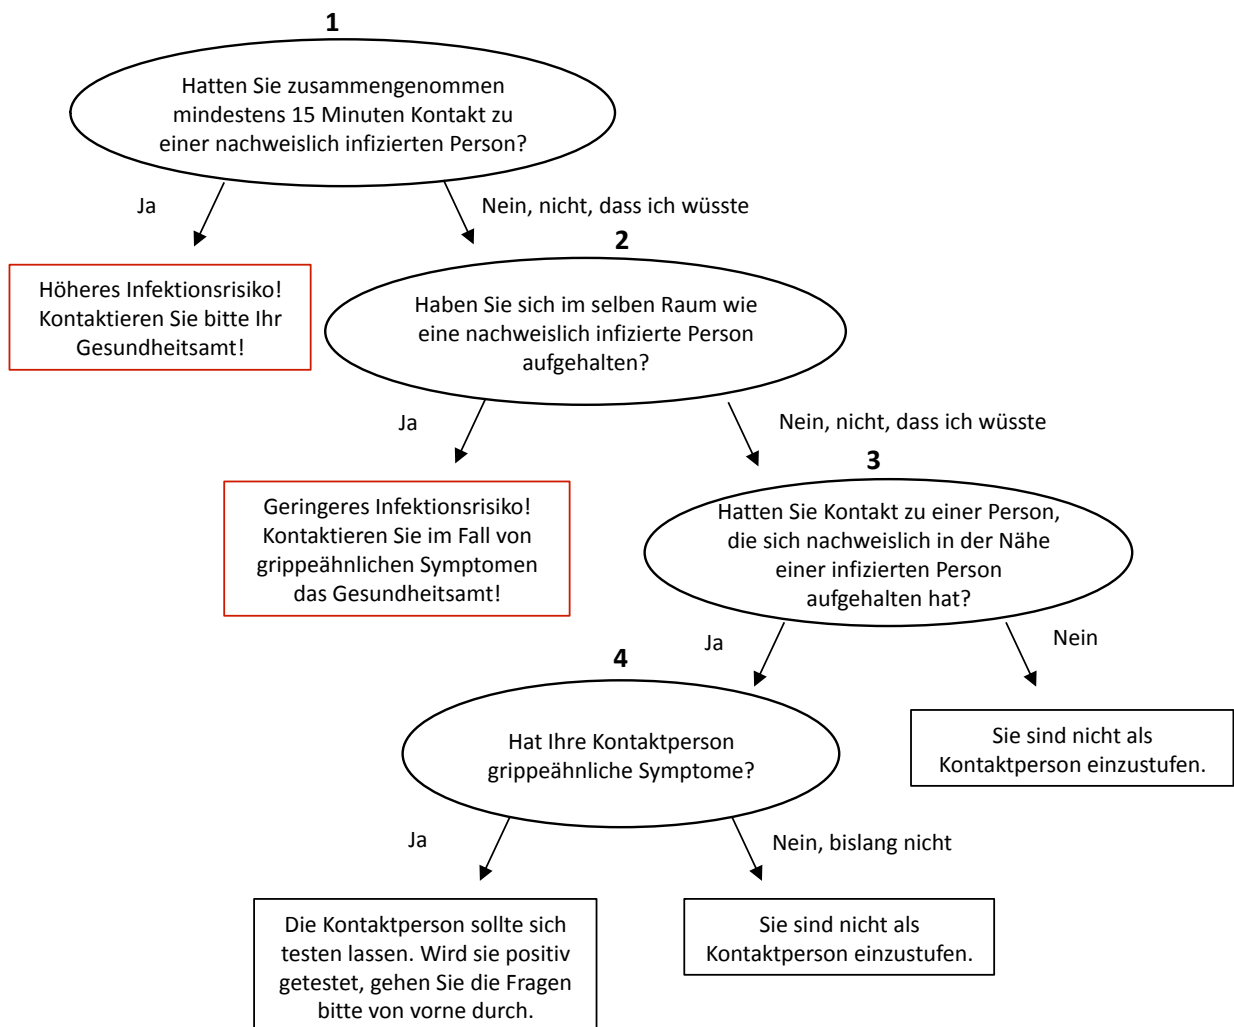 1
Hatten Sie zusammengenommen
mindestens 15 Minuten Kontakt zu
einer nachweislich infizierten Person?
Ja
Nein, nicht, dass ich wüsste
2
Höheres Infektionsrisiko!
Kontaktieren Sie bitte Ihr
Gesundheitsamt!
Haben Sie sich im selben Raum wie
eine nachweislich infizierte Person
aufgehalten?
Ja
Nein, nicht, dass ich wüsste
3
Geringeres Infektionsrisiko!
Kontaktieren Sie im Fall von
grippeähnlichen Symptomen
das Gesundheitsamt!
Hatten Sie Kontakt zu einer Person,
die sich nachweislich in der Nähe
einer infizierten Person
aufgehalten hat?
Ja
Nein
4
Hat Ihre Kontaktperson
grippeähnliche Symptome?
Sie sind nicht als
Kontaktperson einzustufen.
Ja
Nein, bislang nicht
Die Kontaktperson sollte sich
testen lassen. Wird sie positiv
getestet, gehen Sie die Fragen
bitte von vorne durch.
Sie sind nicht als
Kontaktperson einzustufen.